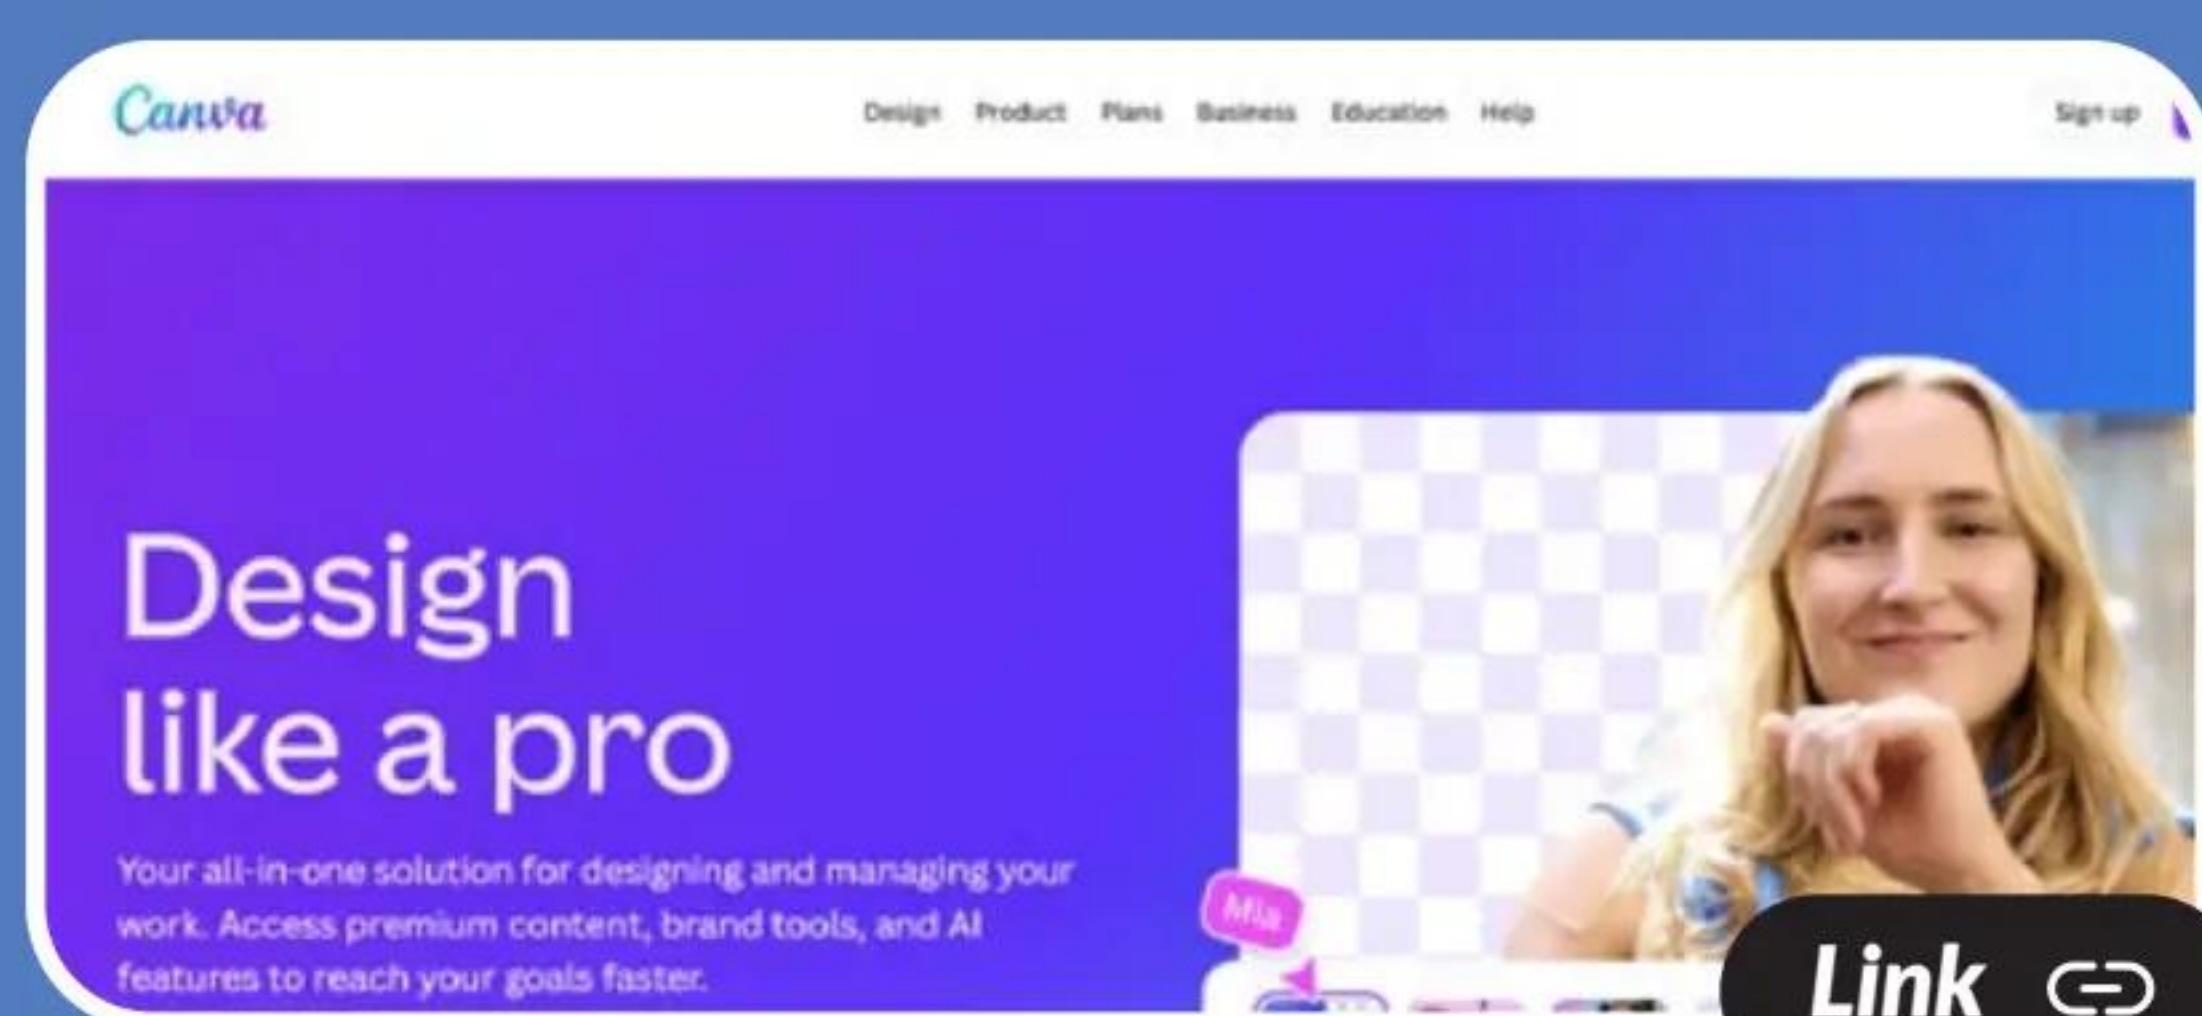 Canva
Design Product Plans Business Education Help
Sign up
Design
like a pro
Your all-in-one solution for designing and managing your
work. Access premium content, brand tools, and AI
features to reach your goals faster.
Mia
Link